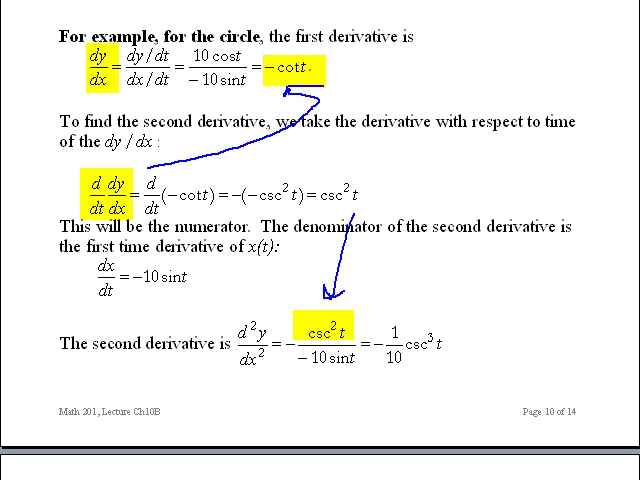 For example, for the circle, the first derivative is
dy/dx = (dy/dt)/(dx/dt) = (10 cos t)/(−10 sin t) = −cot t.
To find the second derivative, we take the derivative with respect to time
of the dy / dx :
d/dt dy/dx = d/dt (−cot t) = −(−csc² t) = csc² t
This will be the numerator. The denominator of the second derivative is
the first time derivative of x(t):
dx/dt = −10 sin t
The second derivative is d²y/dx² = −(csc² t)/(−10 sin t) = −1/10 csc³ t
Math 201, Lecture Ch10B Page 10 of 14